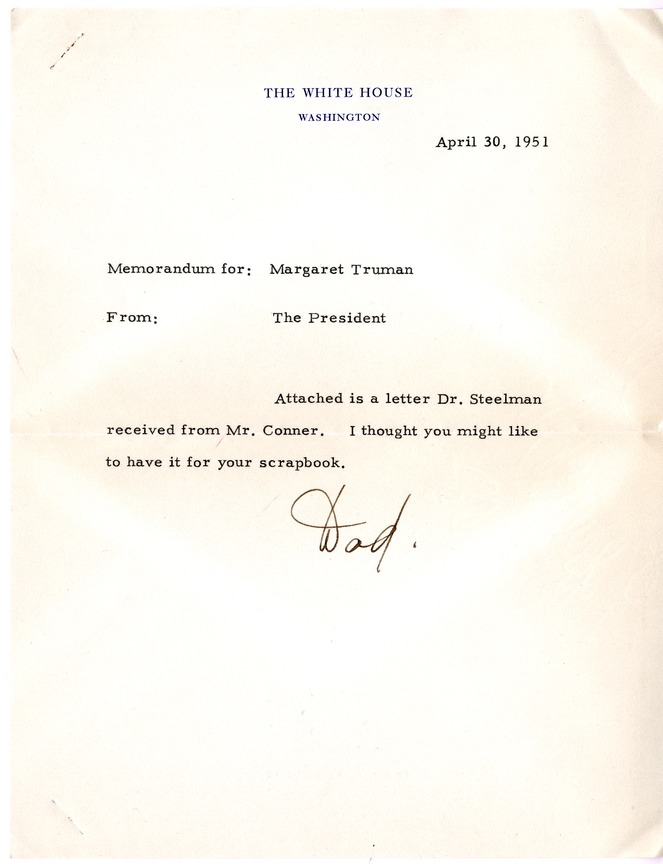 THE WHITE HOUSE
WASHINGTON
April 30, 1951
Memorandum for: Margaret Truman
From: The President
Attached is a letter Dr. Steelman
received from Mr. Conner. I thought you might like
to have it for your scrapbook.
Dad.